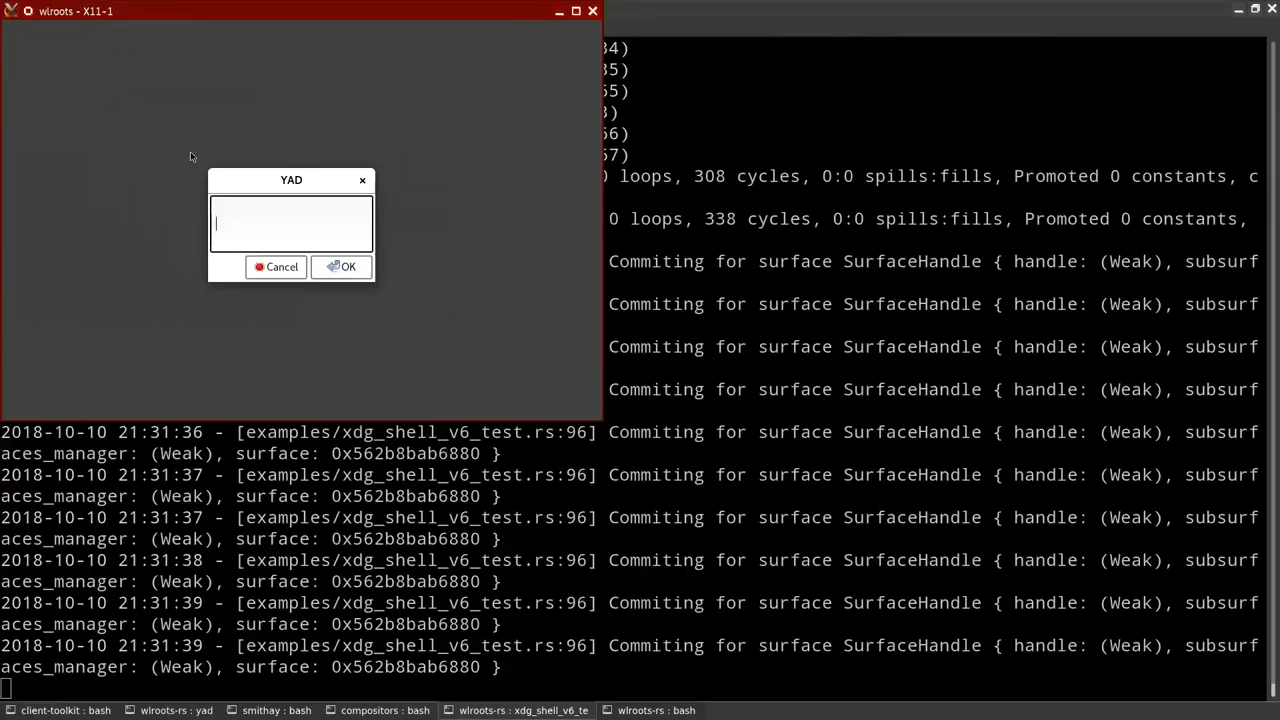 wlroots - X11-1
34)
35)
55)
3)
56)
57)
0 loops, 308 cycles, 0:0 spills:fills, Promoted 0 constants, c
0 loops, 338 cycles, 0:0 spills:fills, Promoted 0 constants,
YAD
Cancel
OK
Commiting for surface SurfaceHandle { handle: (Weak), subsurf
Commiting for surface SurfaceHandle { handle: (Weak), subsurf
Commiting for surface SurfaceHandle { handle: (Weak), subsurf
Commiting for surface SurfaceHandle { handle: (Weak), subsurf
2018-10-10 21:31:36 - [examples/xdg_shell_v6_test.rs:96] Commiting for surface SurfaceHandle { handle: (Weak), subsurf
aces_manager: (Weak), surface: 0x562b8bab6880 }
2018-10-10 21:31:37 - [examples/xdg_shell_v6_test.rs:96] Commiting for surface SurfaceHandle { handle: (Weak), subsurf
aces_manager: (Weak), surface: 0x562b8bab6880 }
2018-10-10 21:31:37 - [examples/xdg_shell_v6_test.rs:96] Commiting for surface SurfaceHandle { handle: (Weak), subsurf
aces_manager: (Weak), surface: 0x562b8bab6880 }
2018-10-10 21:31:38 - [examples/xdg_shell_v6_test.rs:96] Commiting for surface SurfaceHandle { handle: (Weak), subsurf
aces_manager: (Weak), surface: 0x562b8bab6880 }
2018-10-10 21:31:39 - [examples/xdg_shell_v6_test.rs:96] Commiting for surface SurfaceHandle { handle: (Weak), subsurf
aces_manager: (Weak), surface: 0x562b8bab6880 }
2018-10-10 21:31:39 - [examples/xdg_shell_v6_test.rs:96] Commiting for surface SurfaceHandle { handle: (Weak), subsurf
aces_manager: (Weak), surface: 0x562b8bab6880 }
client-toolkit : bash wlroots-rs : yad smithay : bash compositors : bash wlroots-rs : xdg_shell_v6_te wlroots-rs : bash